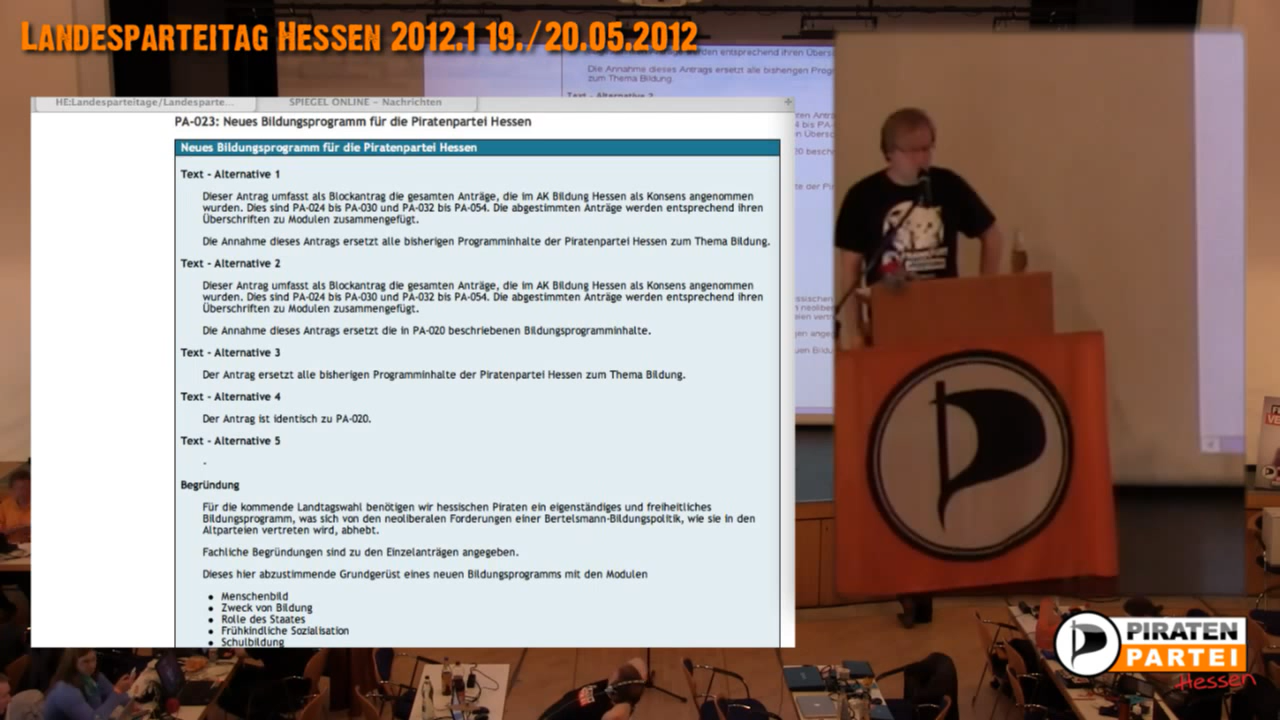 LANDESPARTEITAG HESSEN 2012.1 19./20.05.2012
HE:Landesparteitage/Landesparte...
SPIEGEL ONLINE – Nachrichten
PA-023: Neues Bildungsprogramm für die Piratenpartei Hessen
Neues Bildungsprogramm für die Piratenpartei Hessen
Text - Alternative 1
Dieser Antrag umfasst als Blockantrag die gesamten Anträge, die im AK Bildung Hessen als Konsens angenommen
wurden. Dies sind PA-024 bis PA-030 und PA-032 bis PA-054. Die abgestimmten Anträge werden entsprechend ihren
Überschriften zu Modulen zusammengefügt.
Die Annahme dieses Antrags ersetzt alle bisherigen Programminhalte der Piratenpartei Hessen zum Thema Bildung.
Text - Alternative 2
Dieser Antrag umfasst als Blockantrag die gesamten Anträge, die im AK Bildung Hessen als Konsens angenommen
wurden. Dies sind PA-024 bis PA-030 und PA-032 bis PA-054. Die abgestimmten Anträge werden entsprechend ihren
Überschriften zu Modulen zusammengefügt.
Die Annahme dieses Antrags ersetzt die in PA-020 beschriebenen Bildungsprogramminhalte.
Text - Alternative 3
Der Antrag ersetzt alle bisherigen Programminhalte der Piratenpartei Hessen zum Thema Bildung.
Text - Alternative 4
Der Antrag ist identisch zu PA-020.
Text - Alternative 5
.
Begründung
Für die kommende Landtagswahl benötigen wir hessischen Piraten ein eigenständiges und freiheitliches
Bildungsprogramm, was sich von den neoliberalen Forderungen einer Bertelsmann-Bildungspolitik, wie sie in den
Altparteien vertreten wird, abhebt.
Fachliche Begründungen sind zu den Einzelanträgen angegeben.
Dieses hier abzustimmende Grundgerüst eines neuen Bildungsprogramms mit den Modulen
• Menschenbild
• Zweck von Bildung
• Rolle des Staates
• Frühkindliche Sozialisation
• Schulbildung
Die Annahme dieses Antrags ersetzt alle bisherigen
zum Thema Bildung.
PIRATEN
PARTEI
Hessen